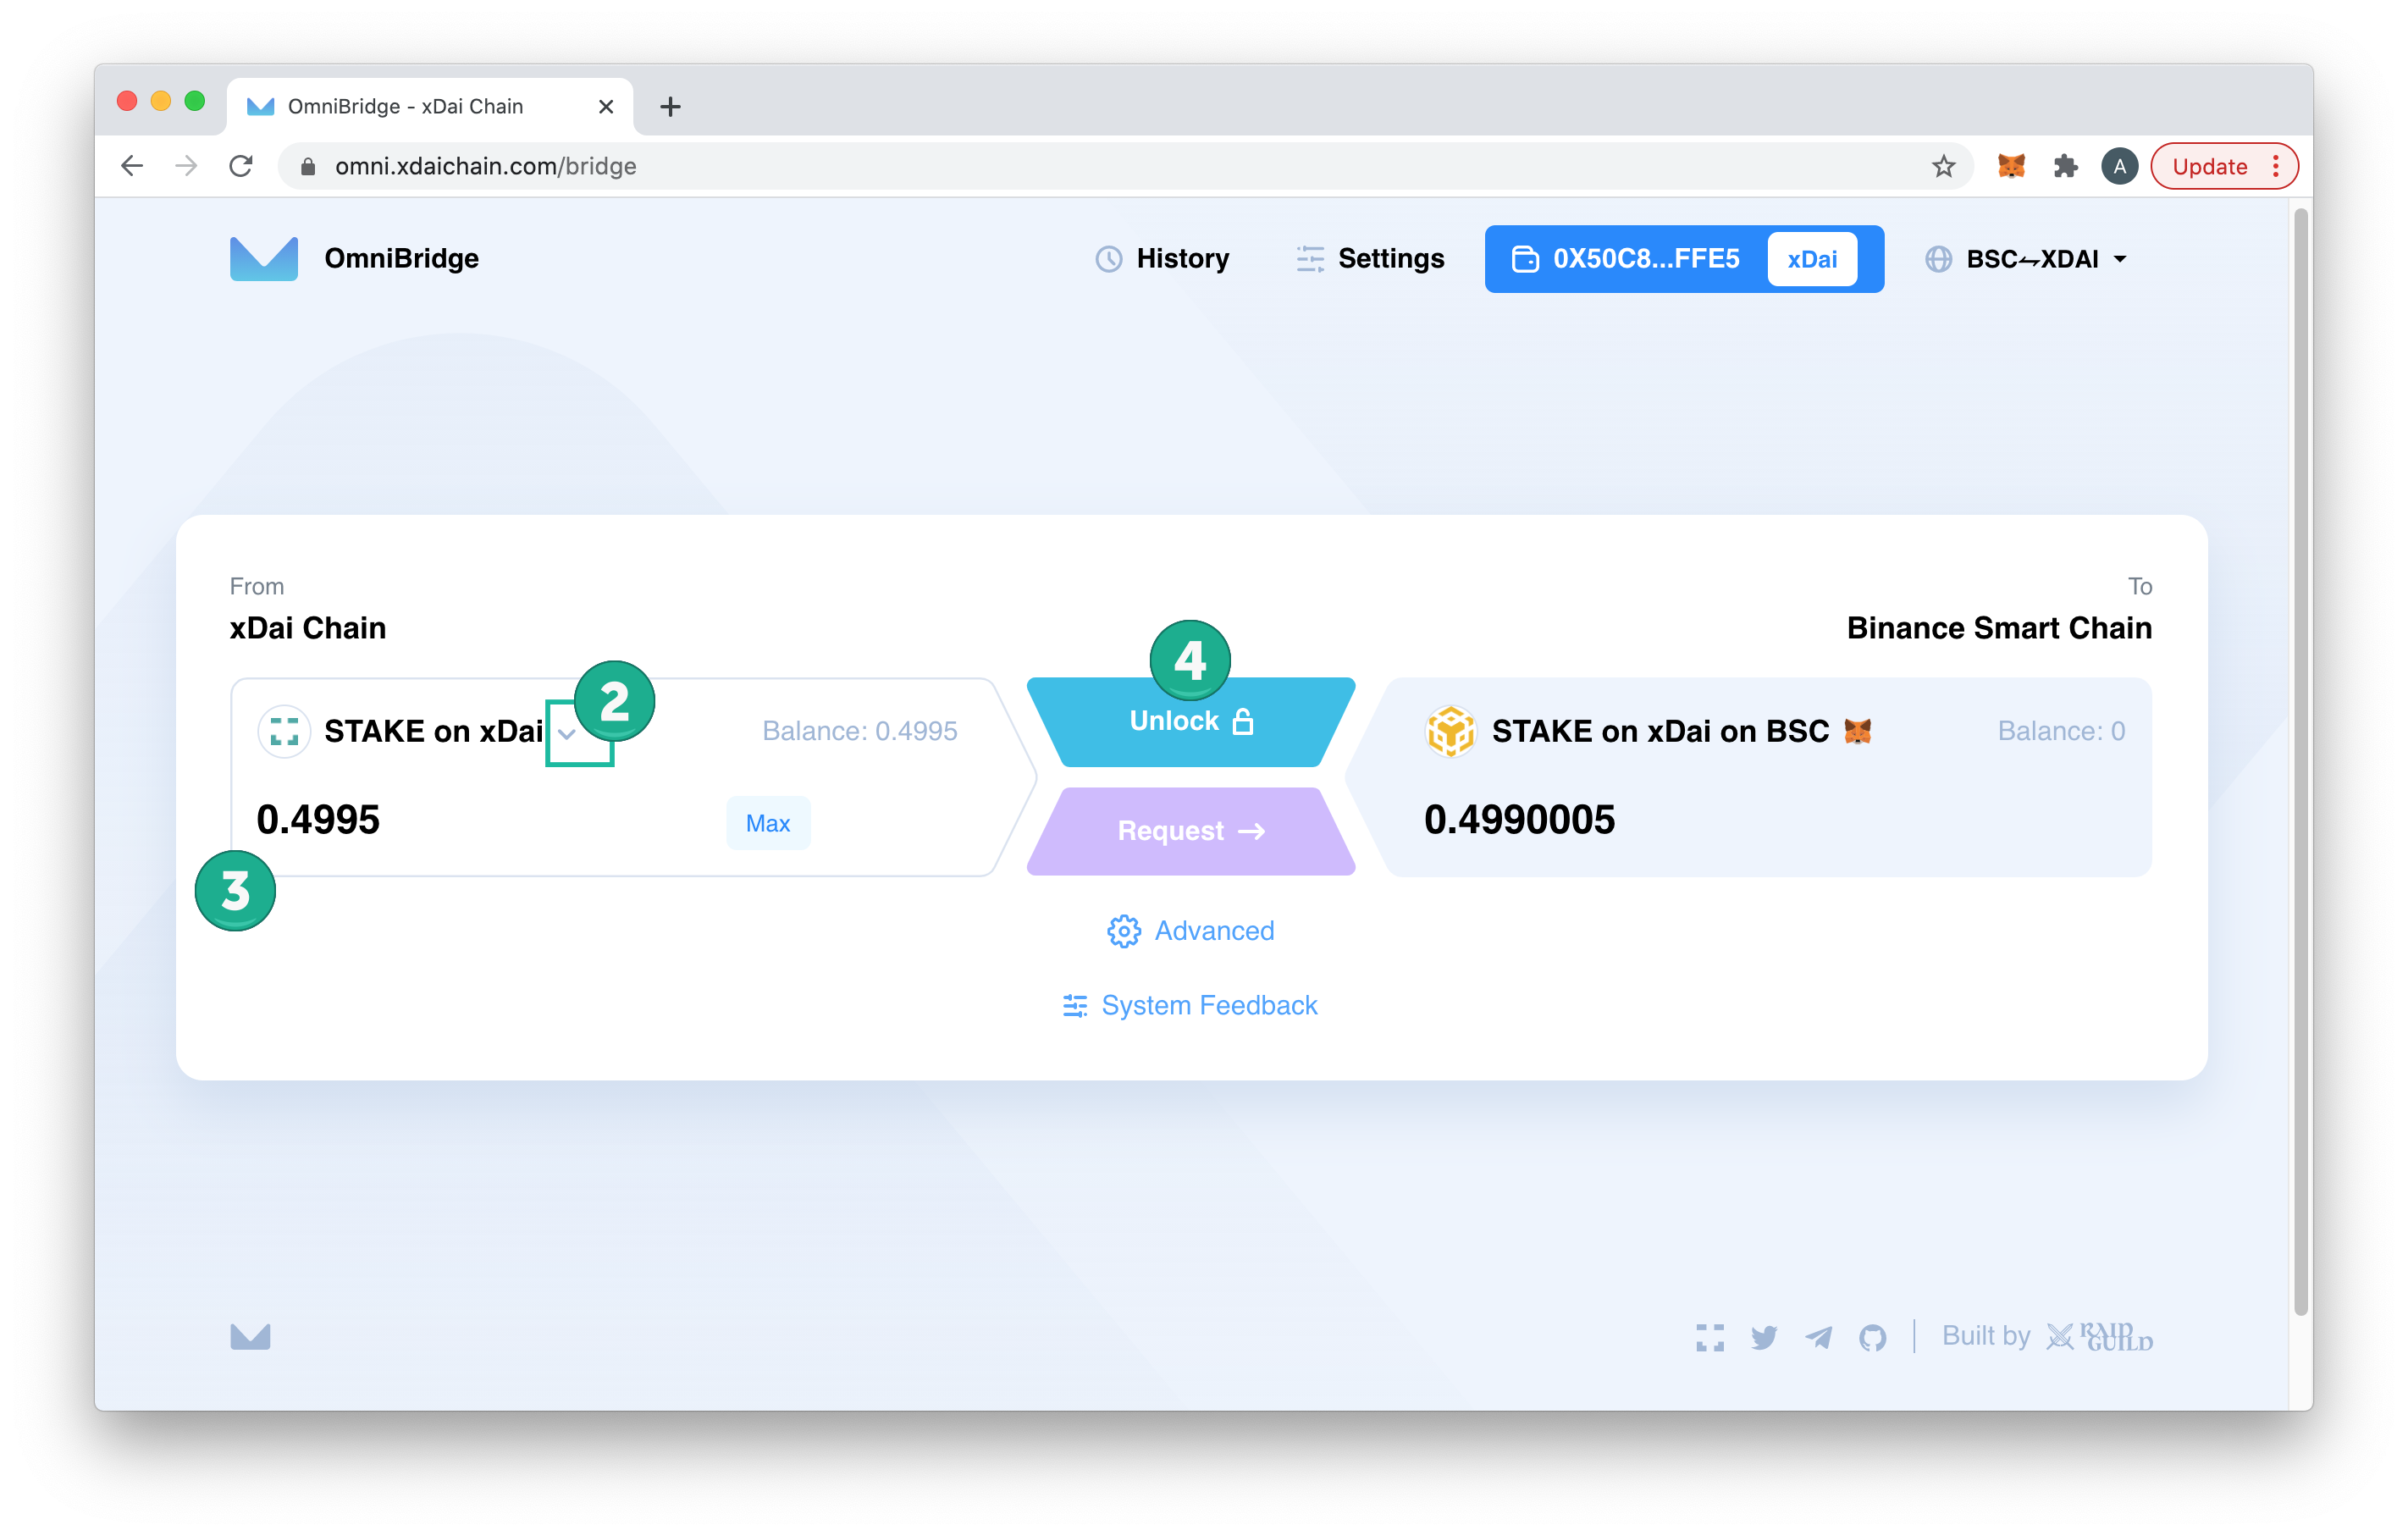 OmniBridge - xDai Chain
omni.xdaichain.com/bridge
A
Update
OmniBridge
History
Settings
0X50C8...FFE5
xDai
BSC⇋XDAI
From
xDai Chain
To
Binance Smart Chain
4
2
STAKE on xDai
Balance: 0.4995
Unlock
STAKE on xDai on BSC
Balance: 0
0.4995
Max
Request →
0.4990005
3
Advanced
System Feedback
Built by
RAID
GUILD